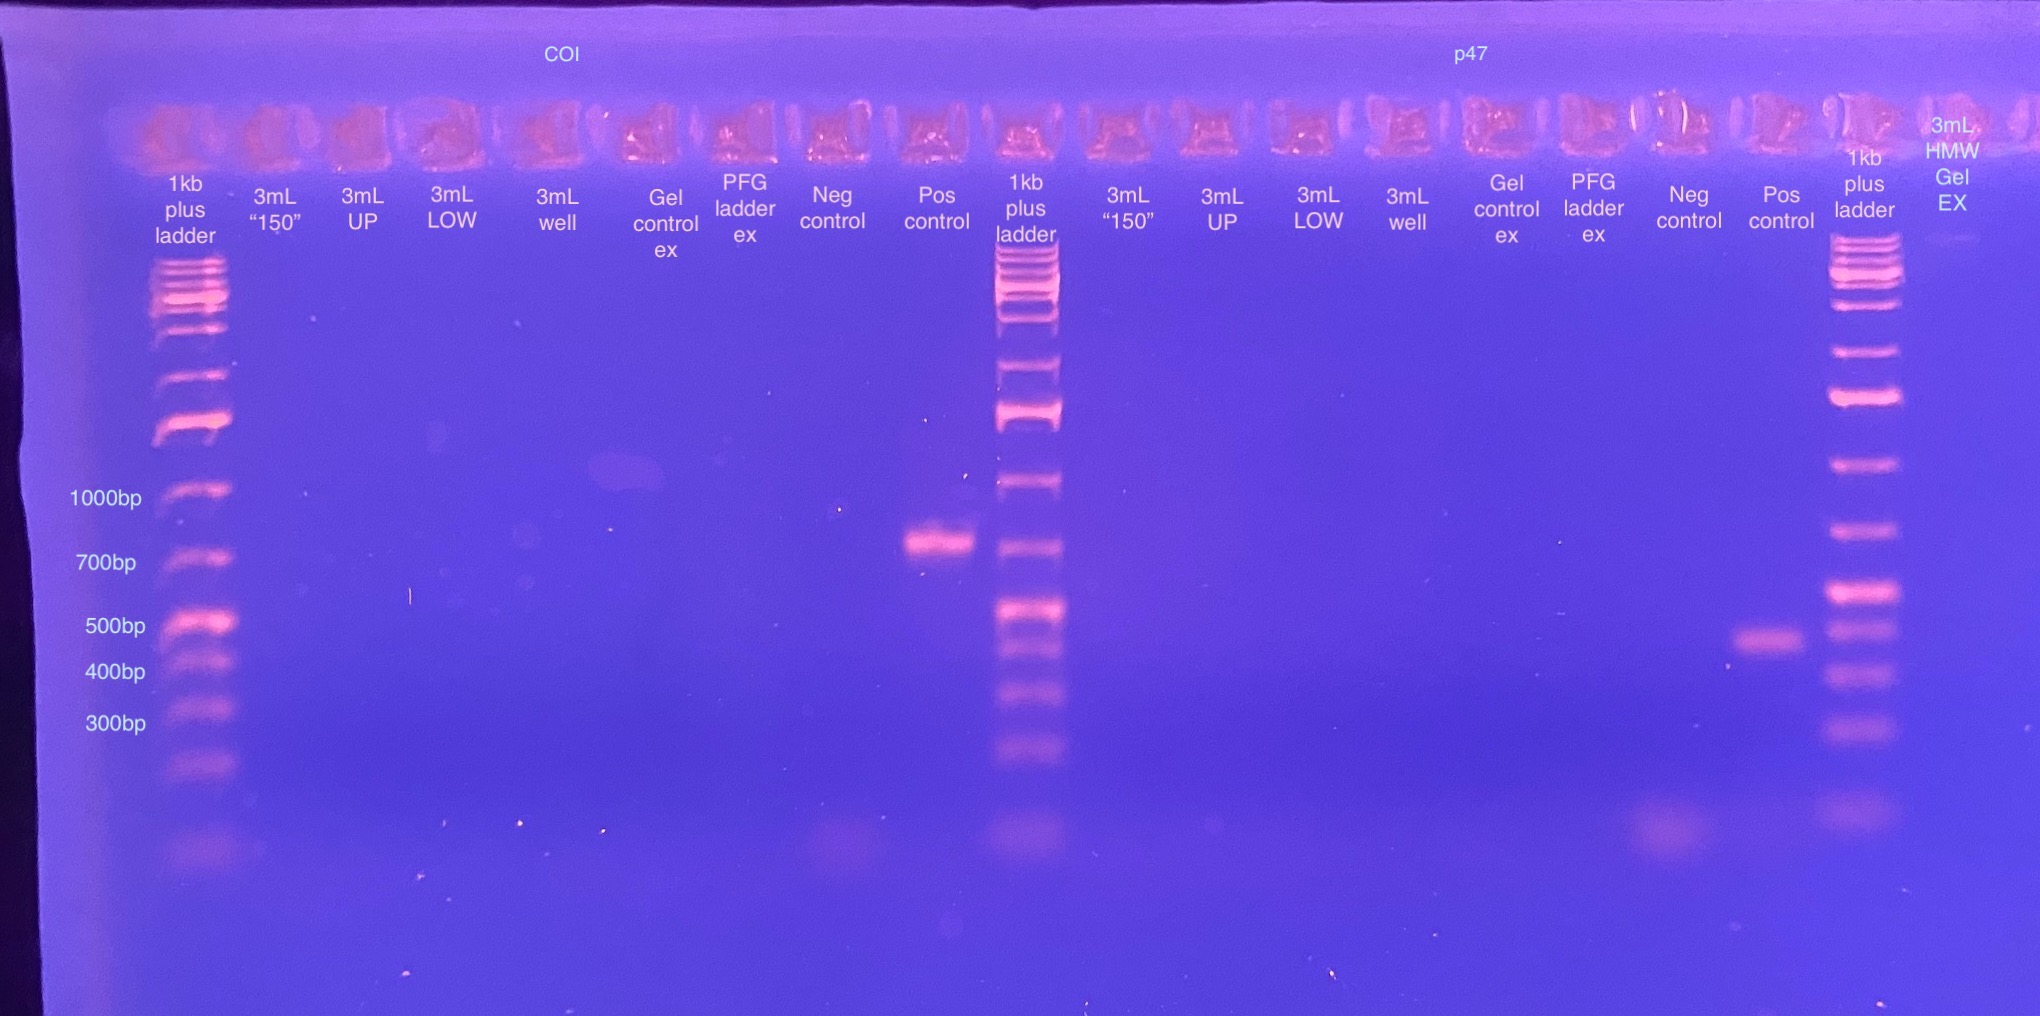 COI
p47
1kb
plus
ladder
3mL
“150”
3mL
UP
3mL
LOW
3mL
well
Gel
control
ex
PFG
ladder
ex
Neg
control
Pos
control
1kb
plus
ladder
3mL
“150”
3mL
UP
3mL
LOW
3mL
well
Gel
control
ex
PFG
ladder
ex
Neg
control
Pos
control
1kb
plus
ladder
3mL
HMW
Gel
EX
1000bp
700bp
500bp
400bp
300bp